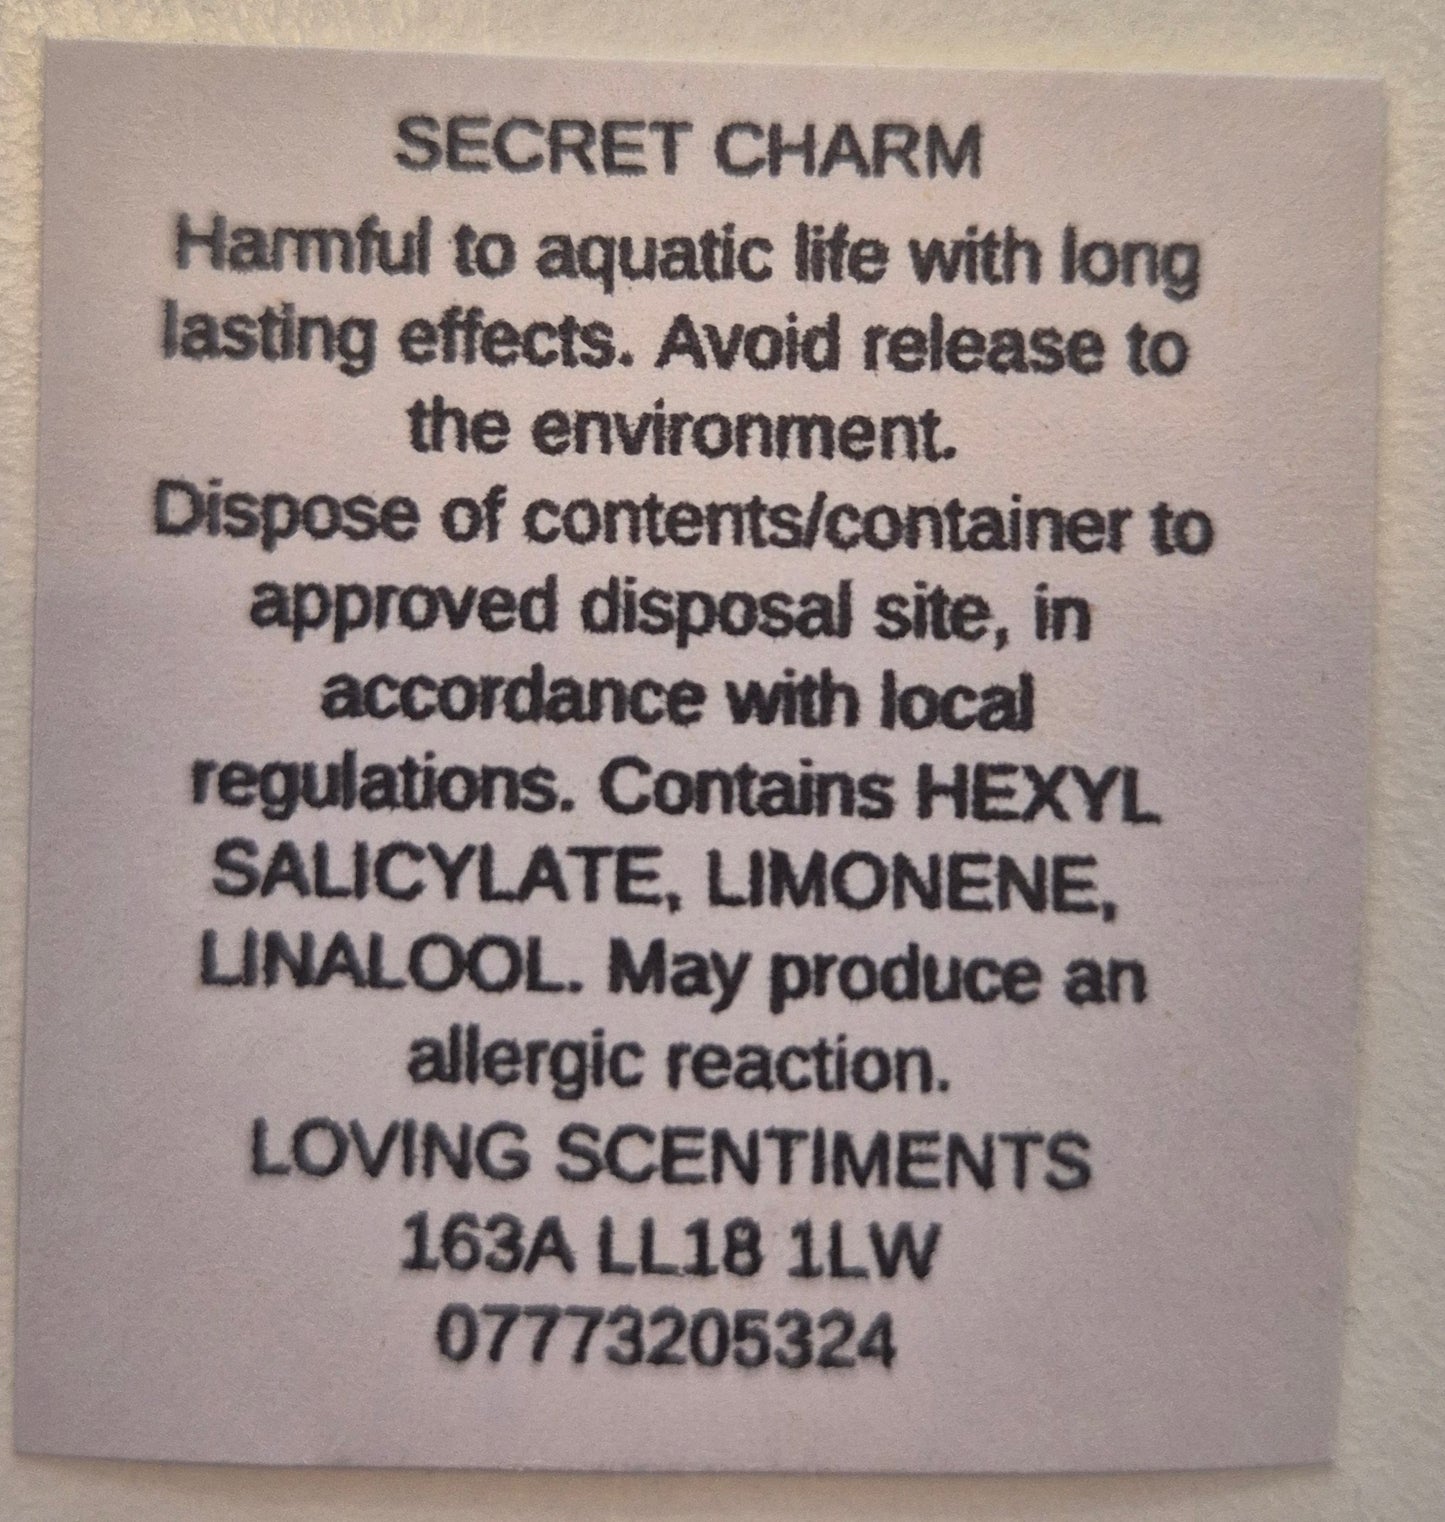 SECRET CHARM
Harmful to aquatic life with long
lasting effects. Avoid release to
the environment.
Dispose of contents/container to
approved disposal site, in
accordance with local
regulations. Contains HEXYL
SALICYLATE, LIMONENE,
LINALOOL. May produce an
allergic reaction.
LOVING SCENTIMENTS
163A LL18 1LW
07773205324